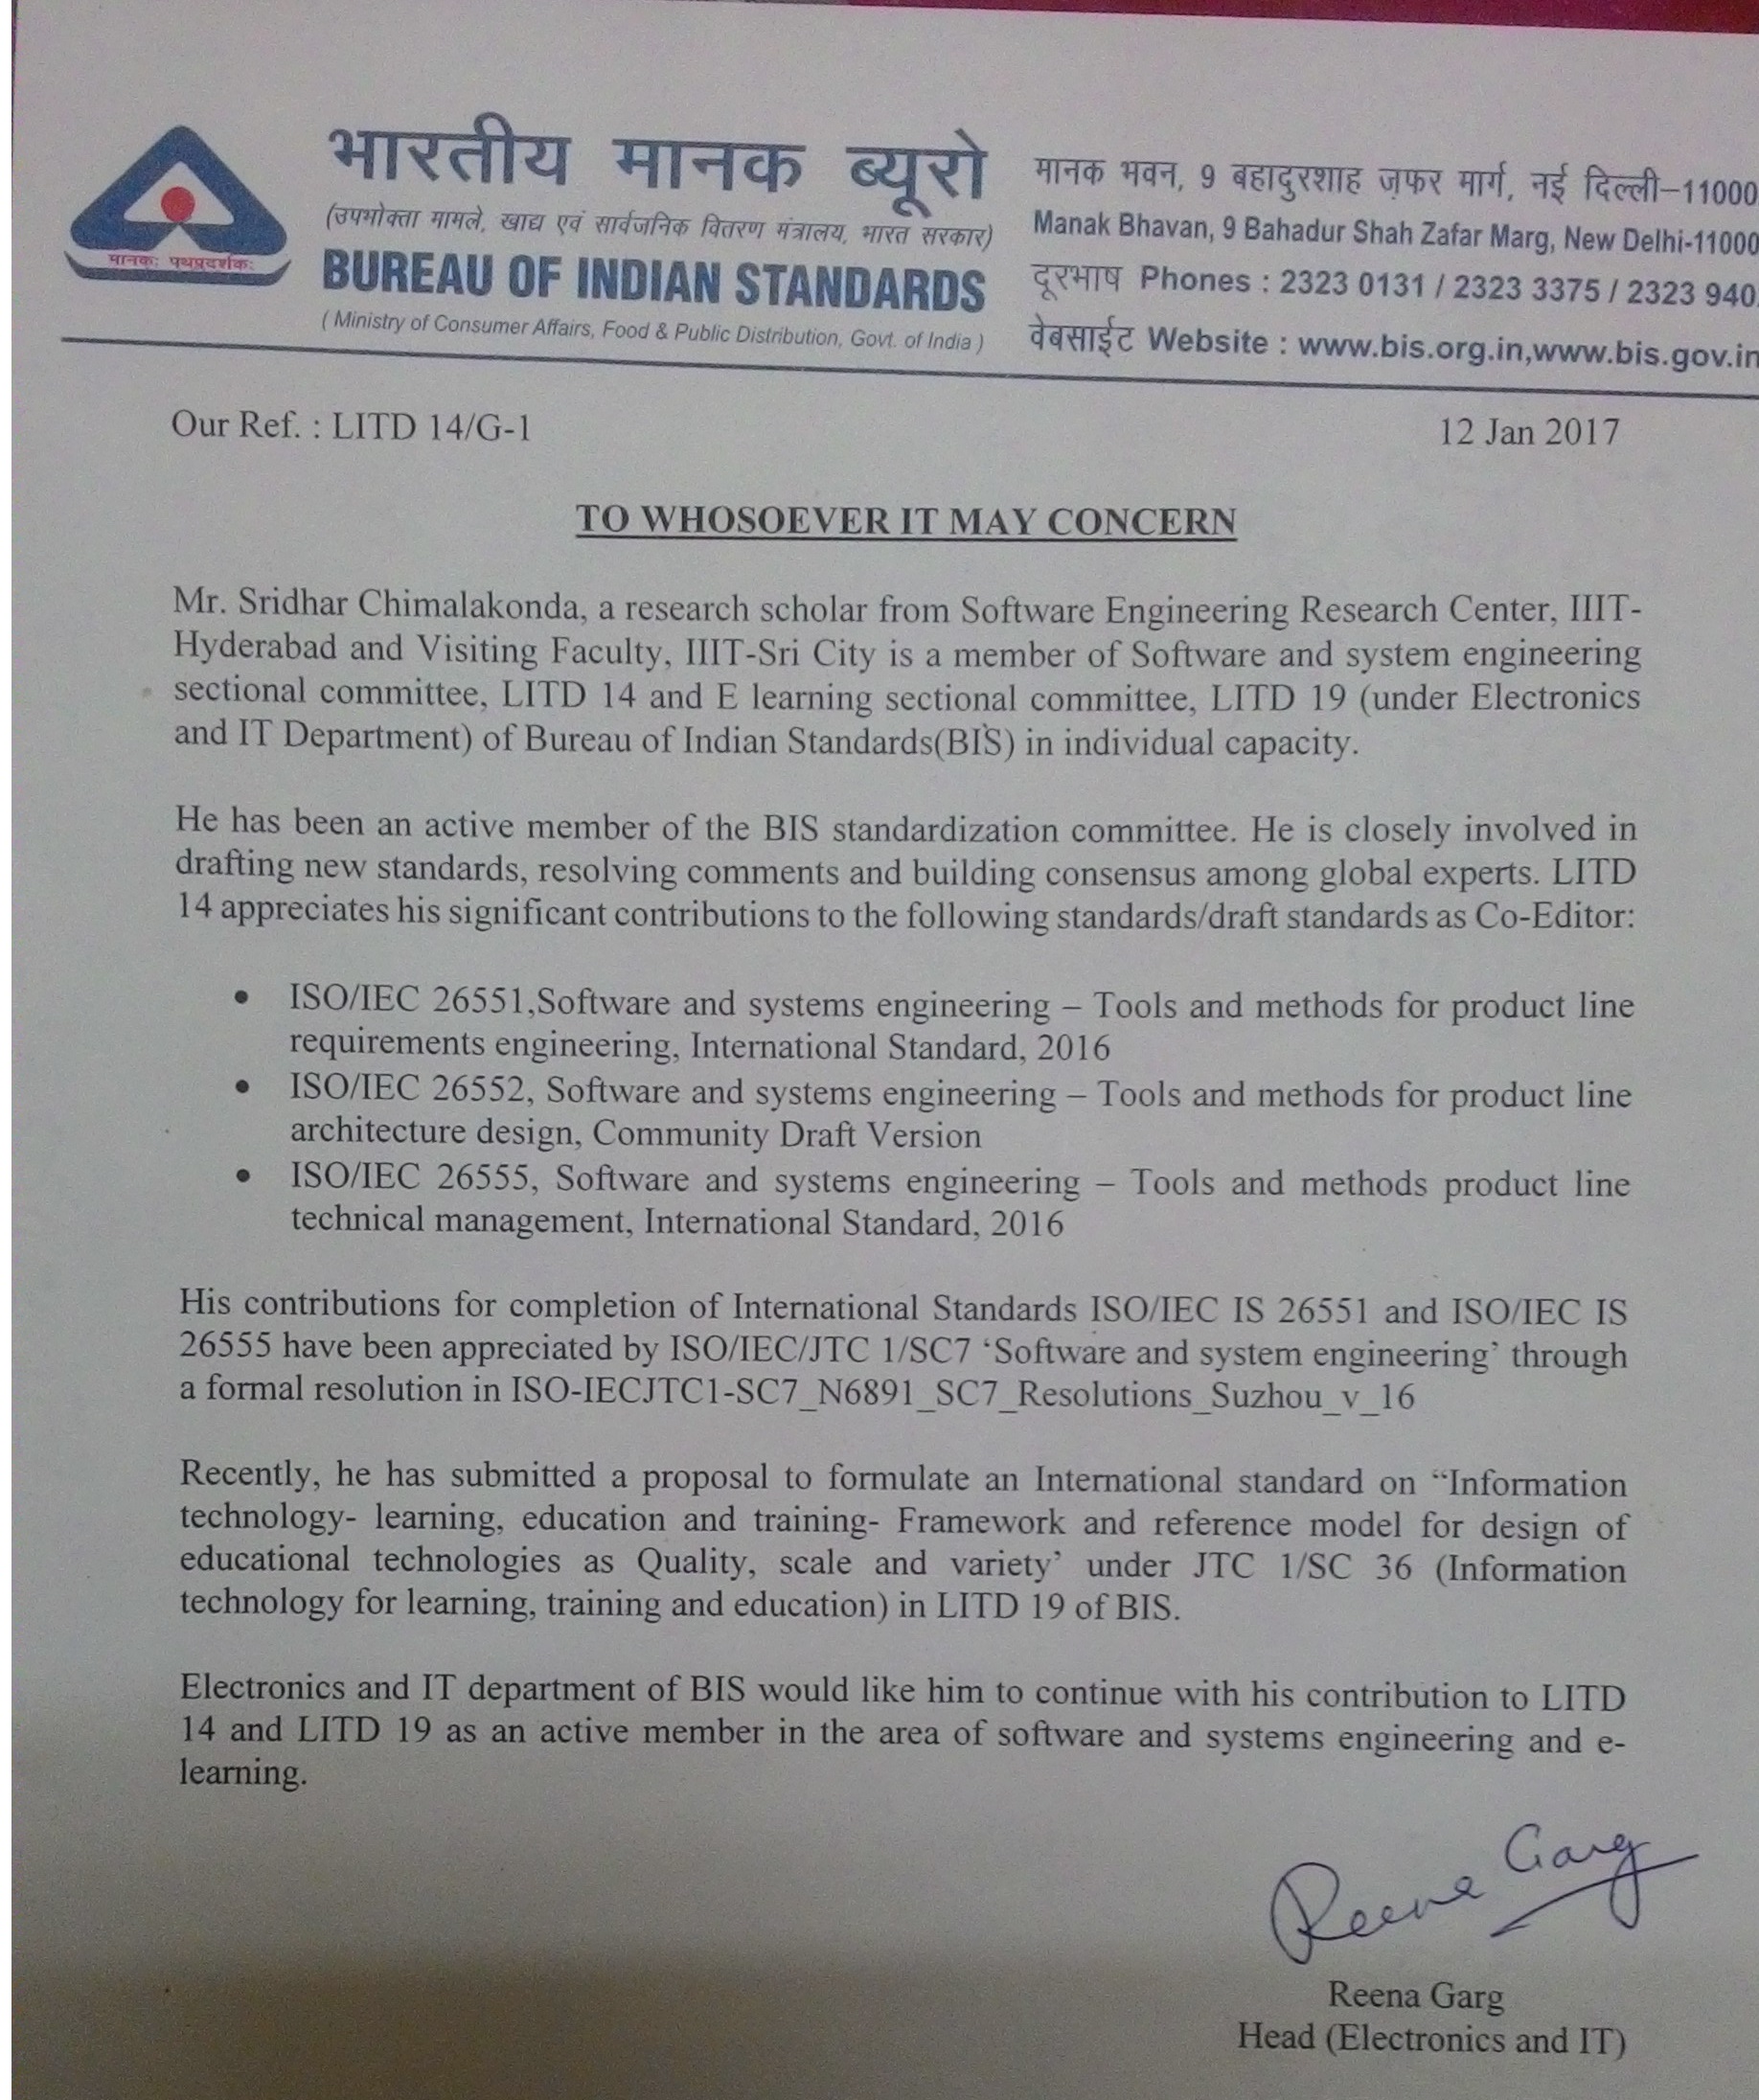 भारतीय मानक ब्यूरो
(उपभोक्ता मामले, खाद्य एवं सार्वजनिक वितरण मंत्रालय, भारत सरकार)
BUREAU OF INDIAN STANDARDS
( Ministry of Consumer Affairs, Food & Public Distribution, Govt. of India )
मानकः पथप्रदर्शकः
मानक भवन, 9 बहादुरशाह ज़फर मार्ग, नई दिल्ली–11000
Manak Bhavan, 9 Bahadur Shah Zafar Marg, New Delhi-11000
दूरभाष Phones : 2323 0131 / 2323 3375 / 2323 940
वेबसाईट Website : www.bis.org.in,www.bis.gov.in
Our Ref. : LITD 14/G-1 12 Jan 2017
TO WHOSOEVER IT MAY CONCERN
Mr. Sridhar Chimalakonda, a research scholar from Software Engineering Research Center, IIIT-
Hyderabad and Visiting Faculty, IIIT-Sri City is a member of Software and system engineering
sectional committee, LITD 14 and E learning sectional committee, LITD 19 (under Electronics
and IT Department) of Bureau of Indian Standards(BIS) in individual capacity.
He has been an active member of the BIS standardization committee. He is closely involved in
drafting new standards, resolving comments and building consensus among global experts. LITD
14 appreciates his significant contributions to the following standards/draft standards as Co-Editor:
• ISO/IEC 26551,Software and systems engineering – Tools and methods for product line
requirements engineering, International Standard, 2016
• ISO/IEC 26552, Software and systems engineering – Tools and methods for product line
architecture design, Community Draft Version
• ISO/IEC 26555, Software and systems engineering – Tools and methods product line
technical management, International Standard, 2016
His contributions for completion of International Standards ISO/IEC IS 26551 and ISO/IEC IS
26555 have been appreciated by ISO/IEC/JTC 1/SC7 ‘Software and system engineering’ through
a formal resolution in ISO-IECJTC1-SC7_N6891_SC7_Resolutions_Suzhou_v_16
Recently, he has submitted a proposal to formulate an International standard on “Information
technology- learning, education and training- Framework and reference model for design of
educational technologies as Quality, scale and variety’ under JTC 1/SC 36 (Information
technology for learning, training and education) in LITD 19 of BIS.
Electronics and IT department of BIS would like him to continue with his contribution to LITD
14 and LITD 19 as an active member in the area of software and systems engineering and e-
learning.
Reena Garg
Reena Garg
Head (Electronics and IT)